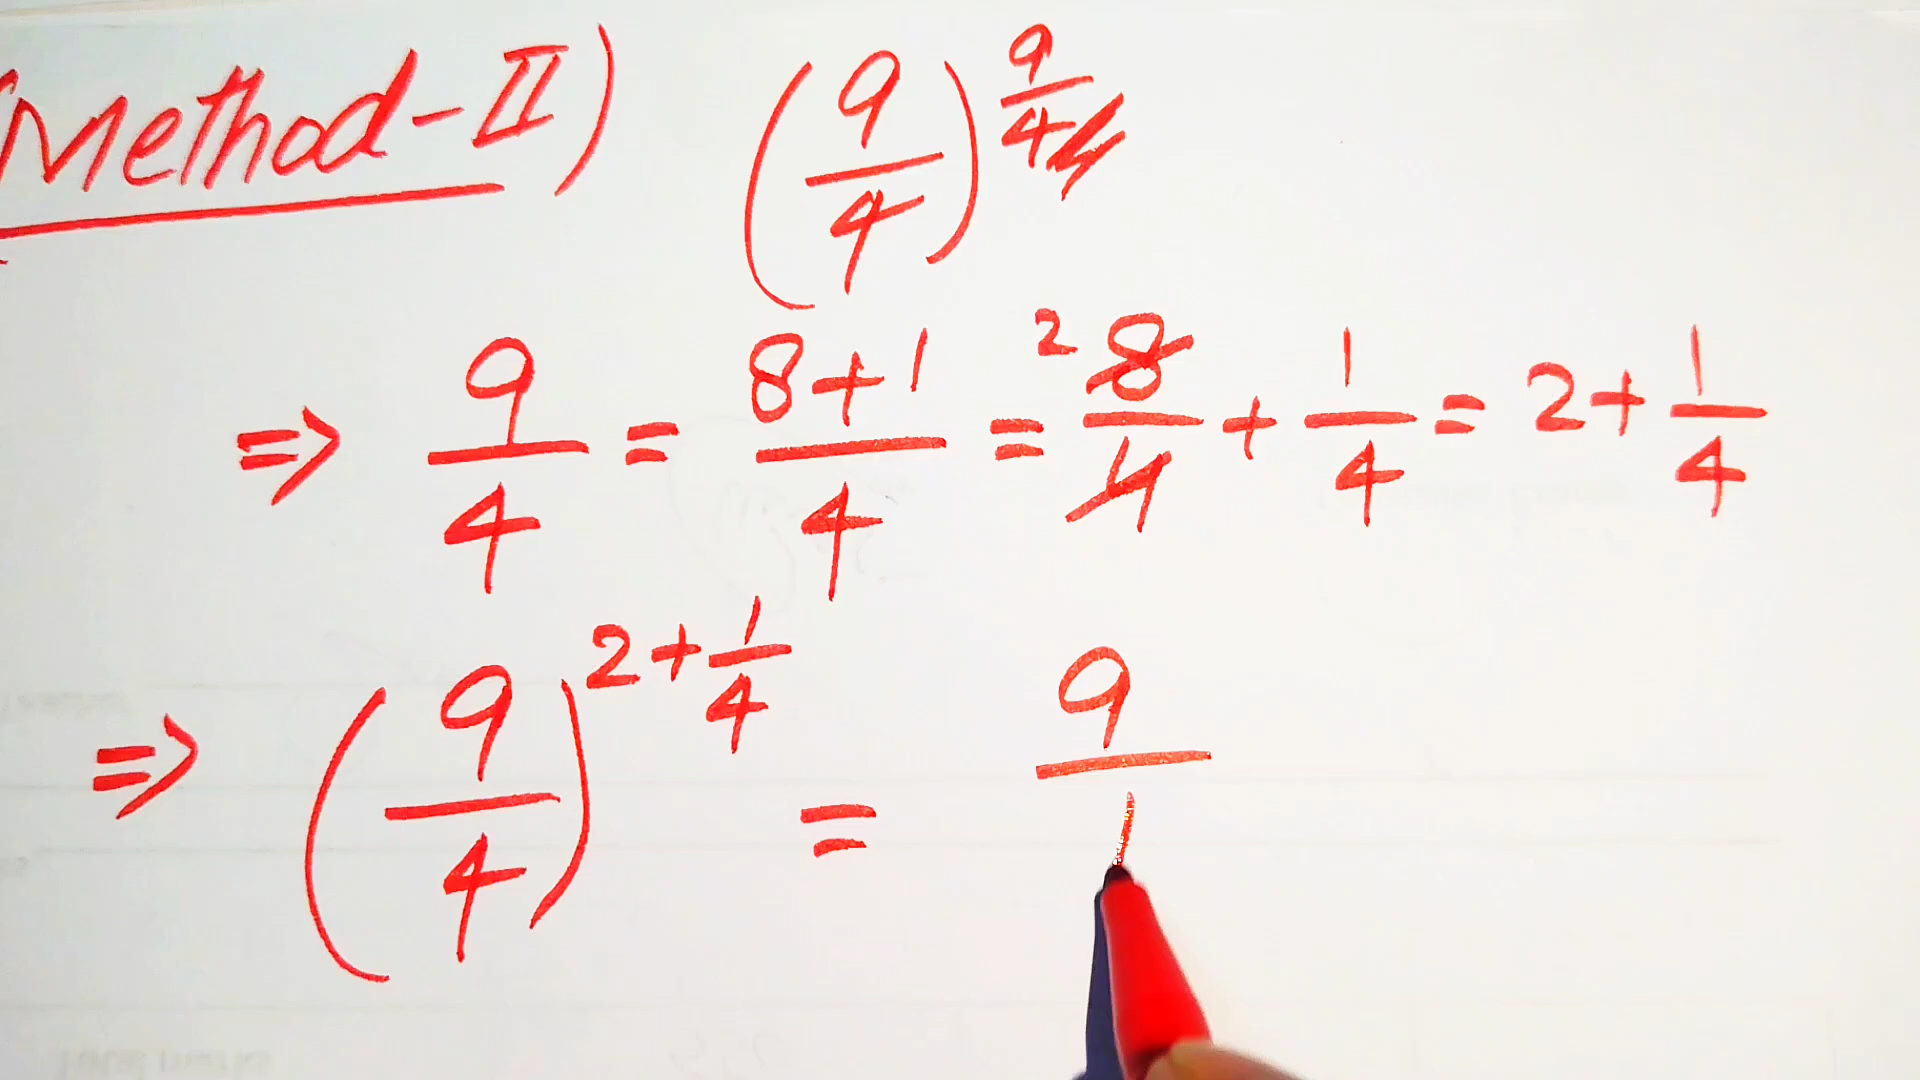 (Method-II) (9/4)^(9/4)
⇒ 9/4 = (8+1)/4 = 2 8/4 + 1/4 = 2 + 1/4
⇒ (9/4)^(2+1/4) = 9/